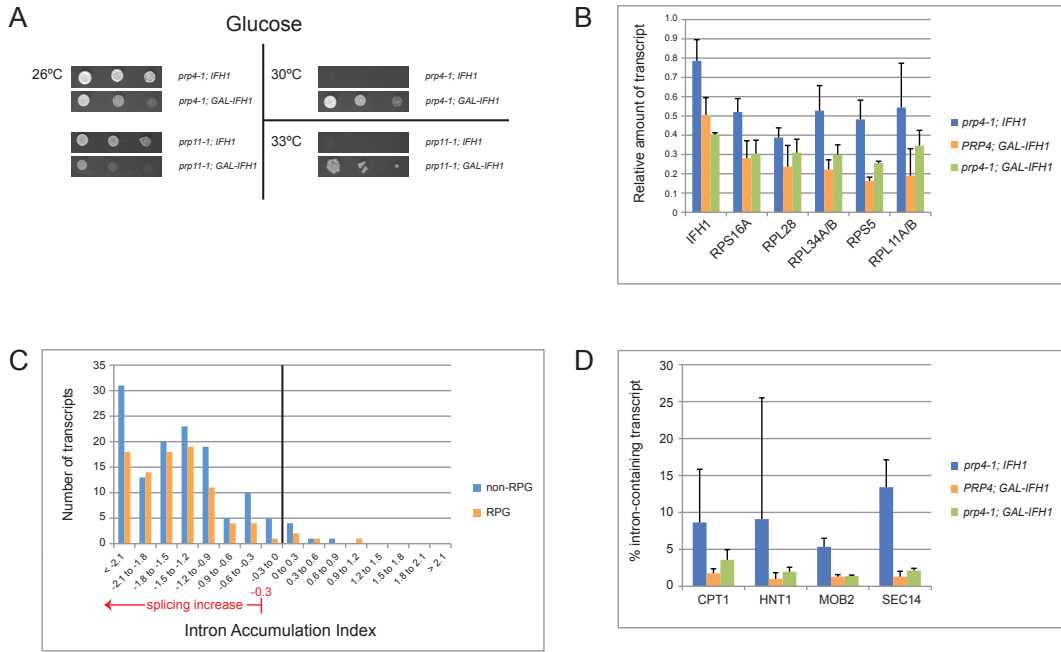 A
Glucose
26ºC
prp4-1; IFH1
prp4-1; GAL-IFH1
prp11-1; IFH1
prp11-1; GAL-IFH1
30ºC
prp4-1; IFH1
prp4-1; GAL-IFH1
33ºC
prp11-1; IFH1
prp11-1; GAL-IFH1
B
Relative amount of transcript
1.0
0.9
0.8
0.7
0.6
0.5
0.4
0.3
0.2
0.1
0
IFH1
RPS16A
RPL28
RPL34A/B
RPS5
RPL11A/B
prp4-1; IFH1
PRP4; GAL-IFH1
prp4-1; GAL-IFH1
C
Number of transcripts
35
30
25
20
15
10
5
0
< -2.1
-2.1 to -1.8
-1.8 to -1.5
-1.5 to -1.2
-1.2 to -0.9
-0.9 to -0.6
-0.6 to -0.3
-0.3 to 0
0 to 0.3
0.3 to 0.6
0.6 to 0.9
0.9 to 1.2
1.2 to 1.5
1.5 to 1.8
1.8 to 2.1
> 2.1
non-RPG
RPG
-0.3
splicing increase
Intron Accumulation Index
D
% intron-containing transcript
30
25
20
15
10
5
0
CPT1
HNT1
MOB2
SEC14
prp4-1; IFH1
PRP4; GAL-IFH1
prp4-1; GAL-IFH1